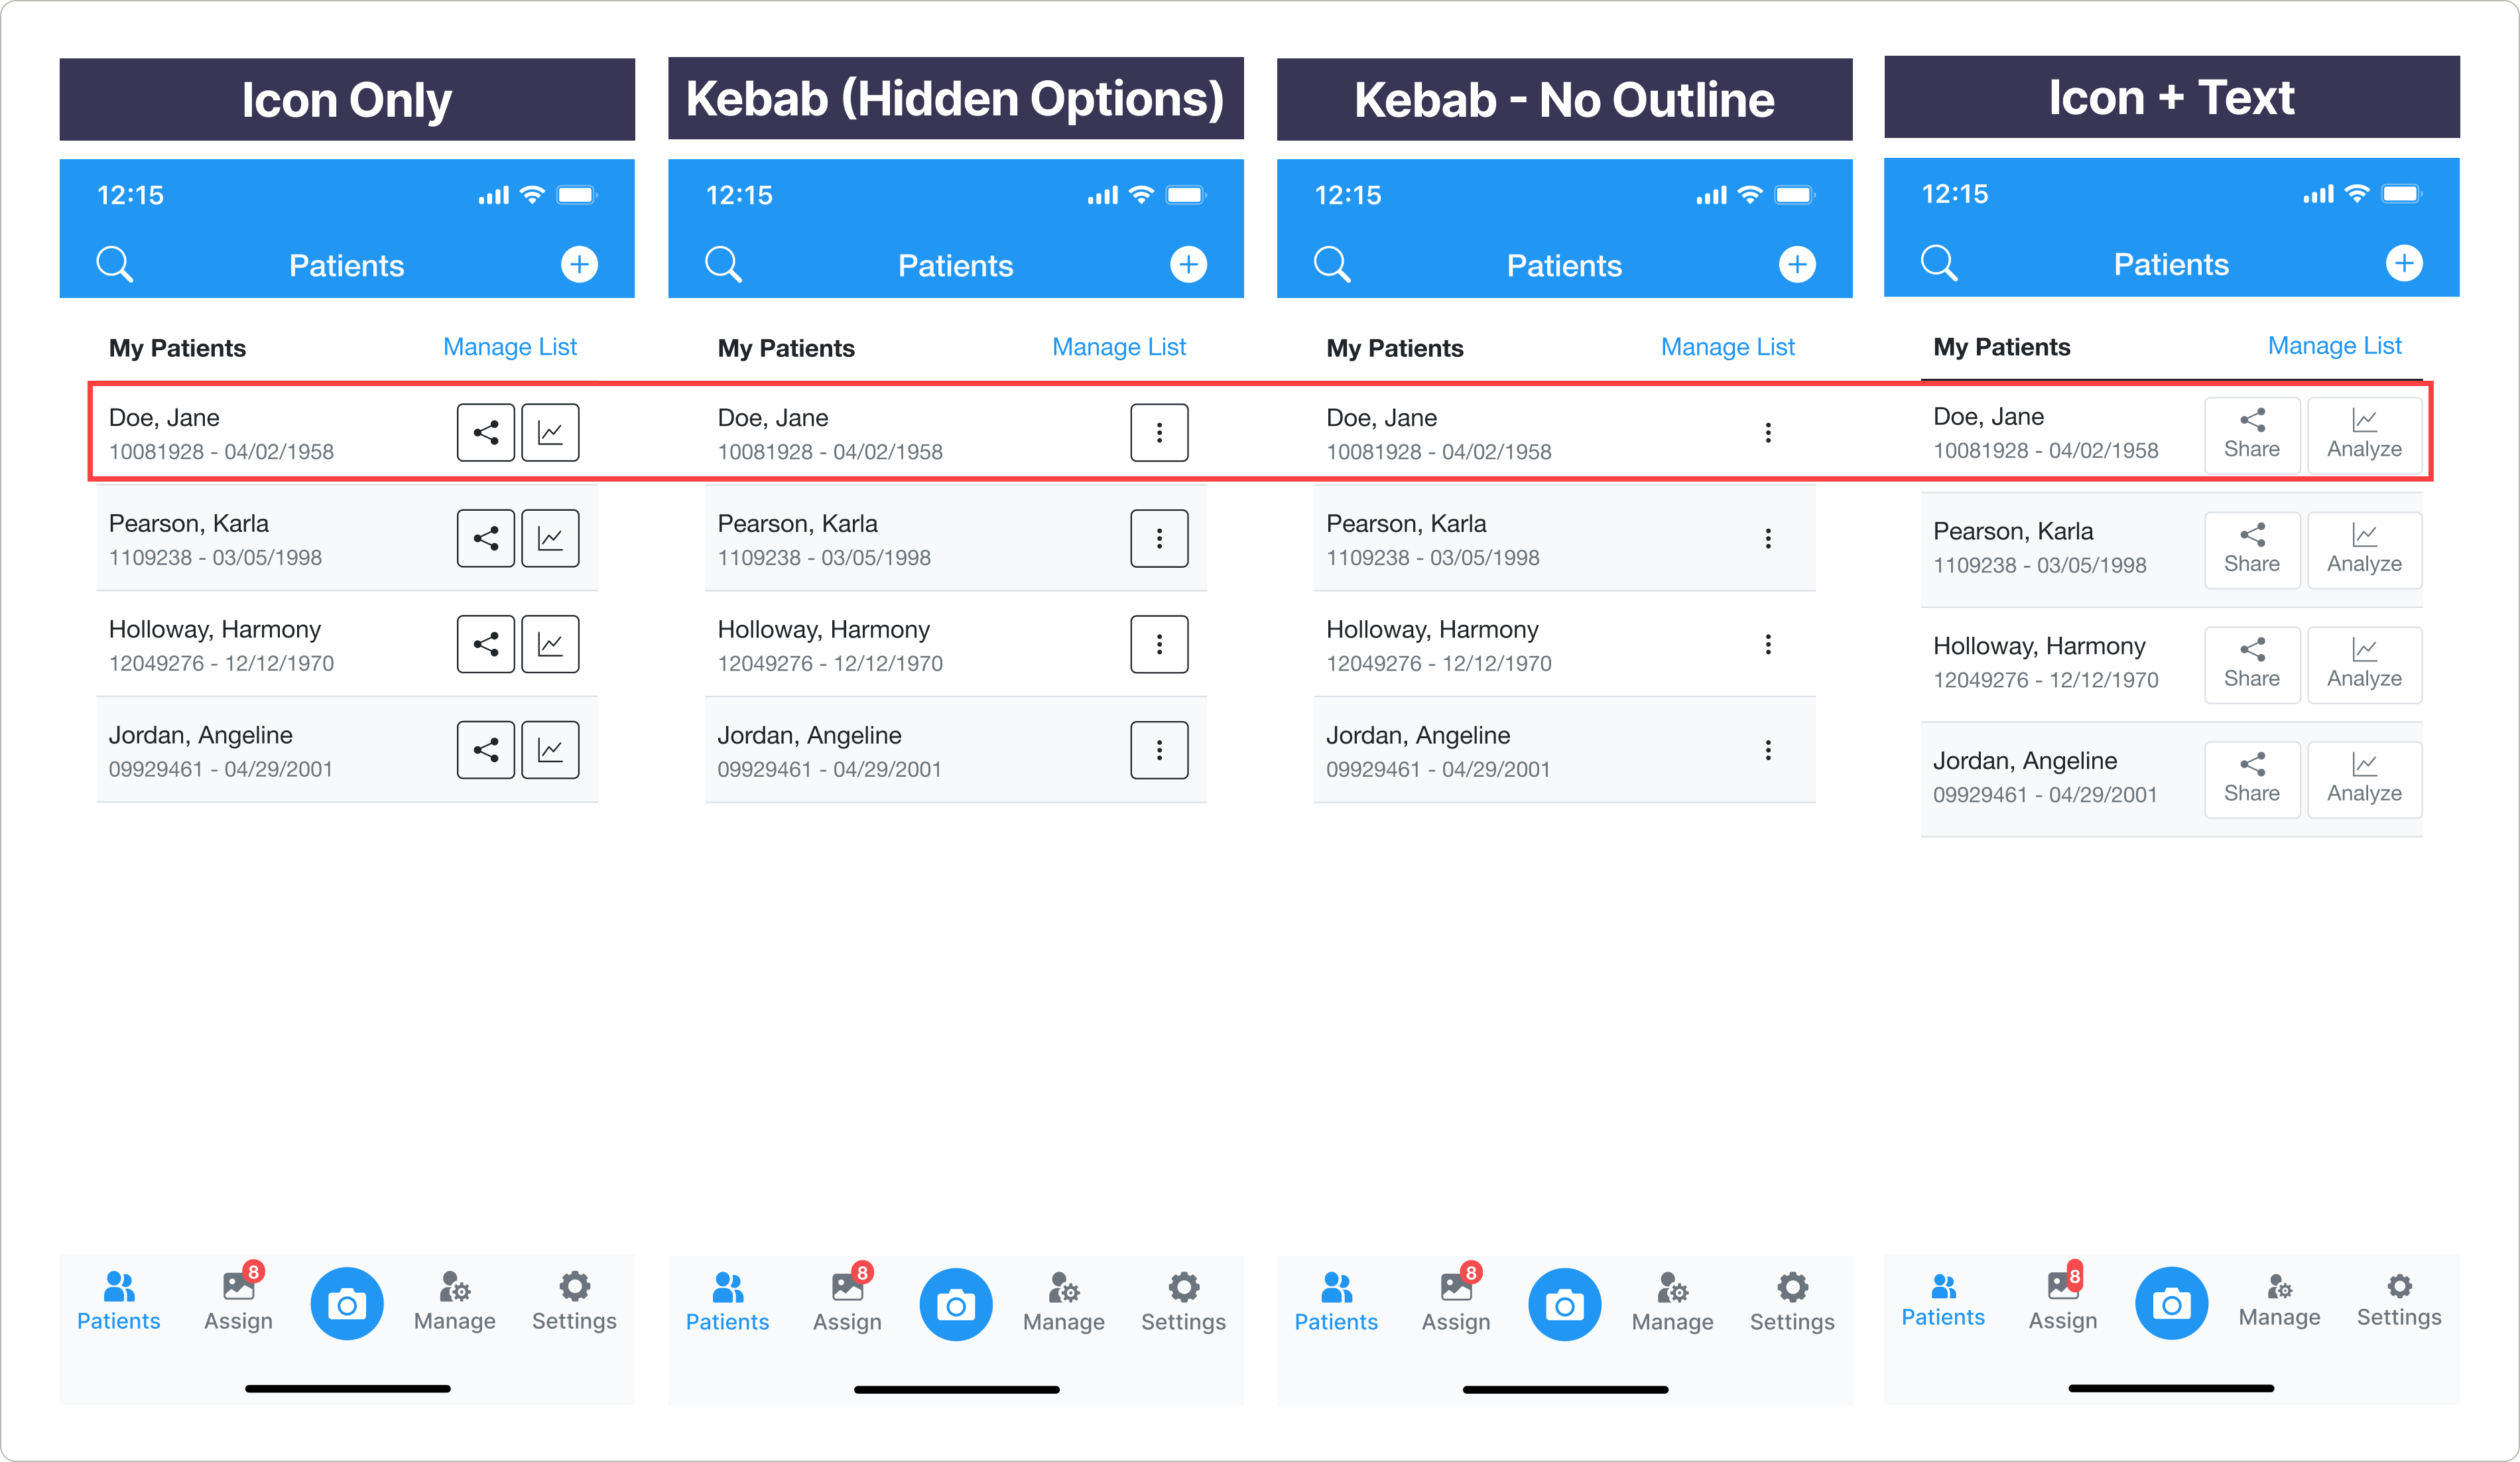 Icon Only
12:15
Patients
My Patients Manage List
Doe, Jane
10081928 - 04/02/1958
Pearson, Karla
1109238 - 03/05/1998
Holloway, Harmony
12049276 - 12/12/1970
Jordan, Angeline
09929461 - 04/29/2001
8
Patients Assign Manage Settings
Kebab (Hidden Options)
12:15
Patients
My Patients Manage List
Doe, Jane
10081928 - 04/02/1958
Pearson, Karla
1109238 - 03/05/1998
Holloway, Harmony
12049276 - 12/12/1970
Jordan, Angeline
09929461 - 04/29/2001
8
Patients Assign Manage Settings
Kebab - No Outline
12:15
Patients
My Patients Manage List
Doe, Jane
10081928 - 04/02/1958
Pearson, Karla
1109238 - 03/05/1998
Holloway, Harmony
12049276 - 12/12/1970
Jordan, Angeline
09929461 - 04/29/2001
8
Patients Assign Manage Settings
Icon + Text
12:15
Patients
My Patients Manage List
Doe, Jane
10081928 - 04/02/1958 Share Analyze
Pearson, Karla
1109238 - 03/05/1998 Share Analyze
Holloway, Harmony
12049276 - 12/12/1970 Share Analyze
Jordan, Angeline
09929461 - 04/29/2001 Share Analyze
8
Patients Assign Manage Settings